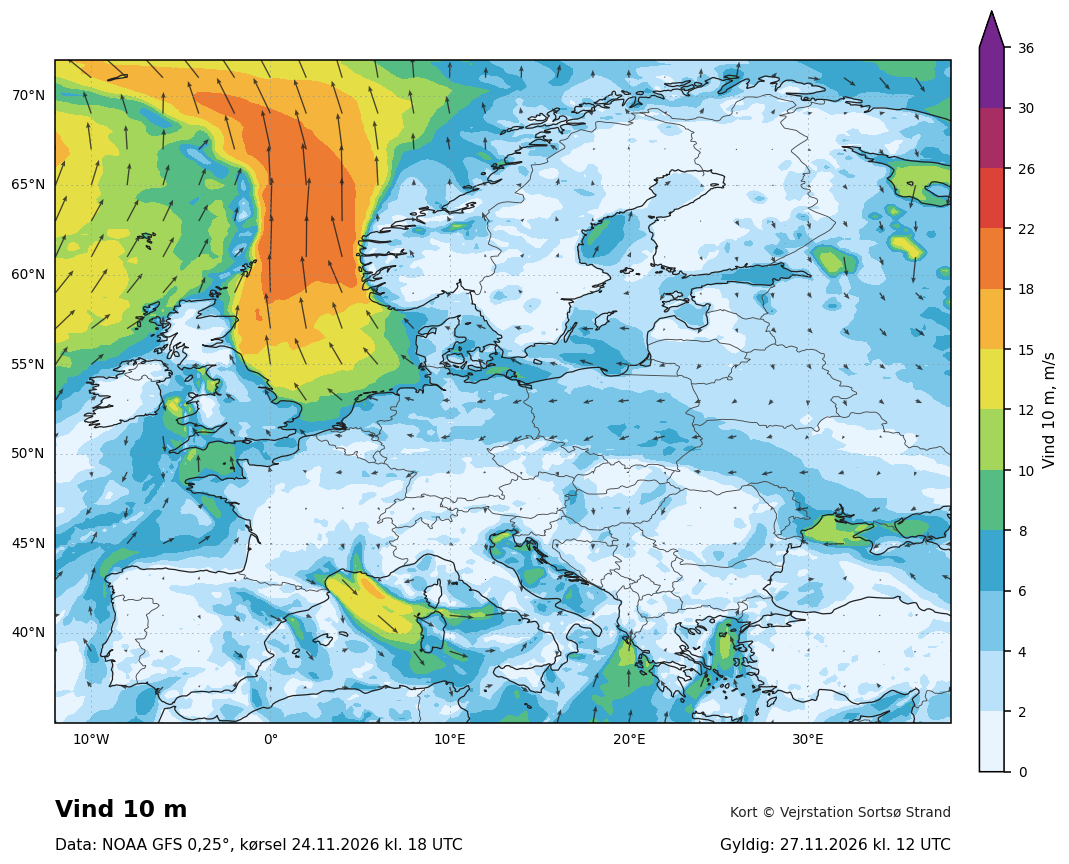 36
30
26
22
18
15
12
10
8
6
4
2
0
Vind 10 m, m/s
70°N
65°N
60°N
55°N
50°N
45°N
40°N
10°W
0°
10°E
20°E
30°E
Vind 10 m
Kort © Vejrstation Sortsø Strand
Data: NOAA GFS 0,25°, kørsel 24.11.2026 kl. 18 UTC
Gyldig: 27.11.2026 kl. 12 UTC